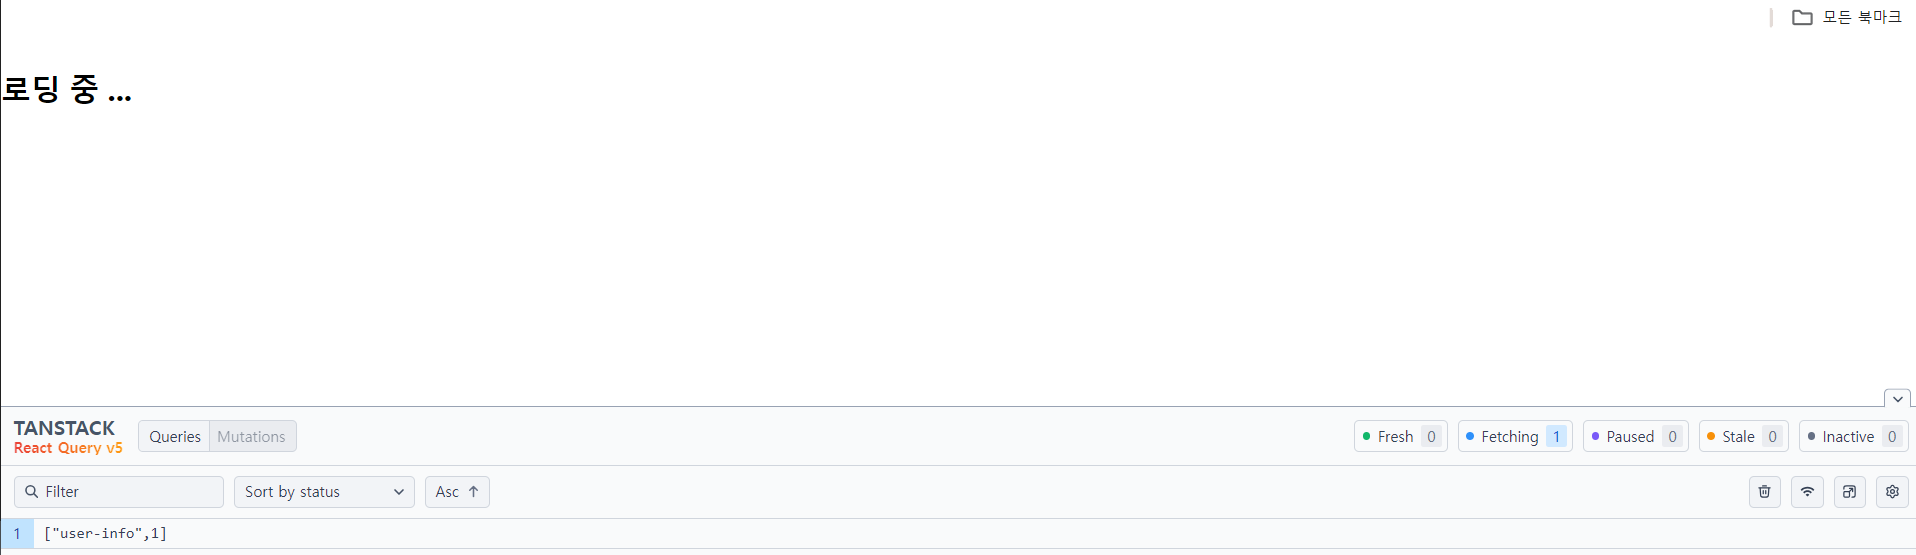 모든 북마크
로딩 중 ...
TANSTACK
React Query v5
Queries Mutations
Fresh 0 Fetching 1 Paused 0 Stale 0 Inactive 0
Filter Sort by status Asc ↑
1 ["user-info",1]